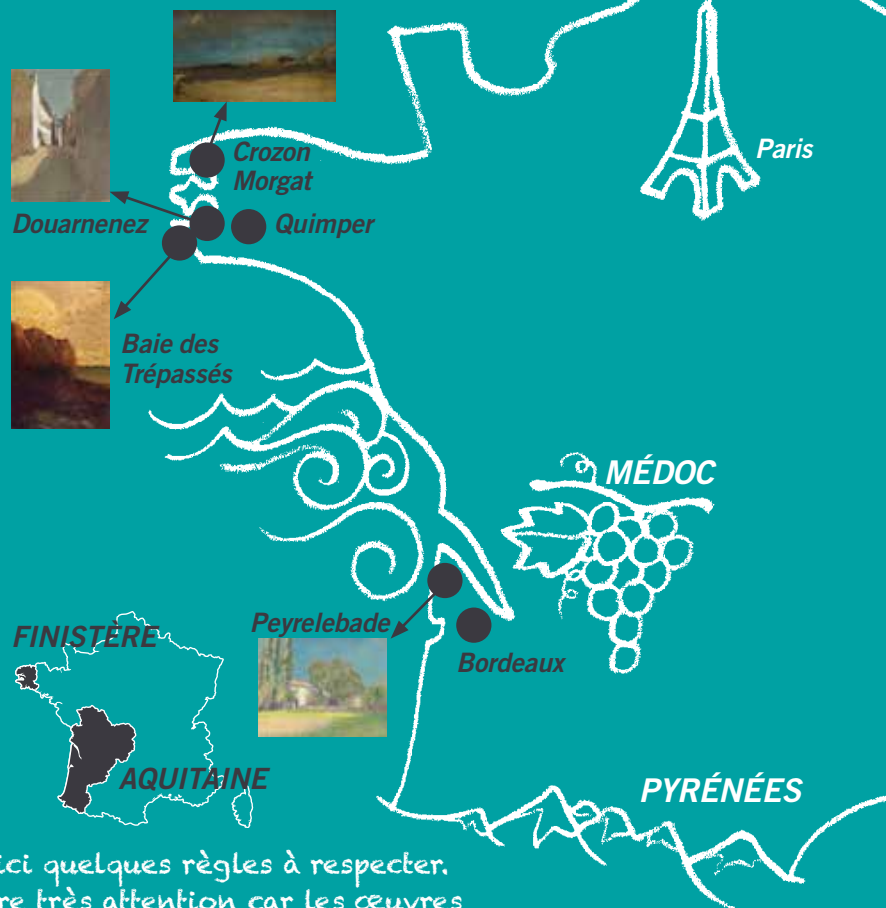 Paris
Crozon
Morgat
Douarnenez
Quimper
Baie des
Trépassés
MÉDOC
Peyrelebade
Bordeaux
FINISTÈRE
AQUITAINE
PYRÉNÉES
ici quelques règles à respecter.
re très attention car les œuvres